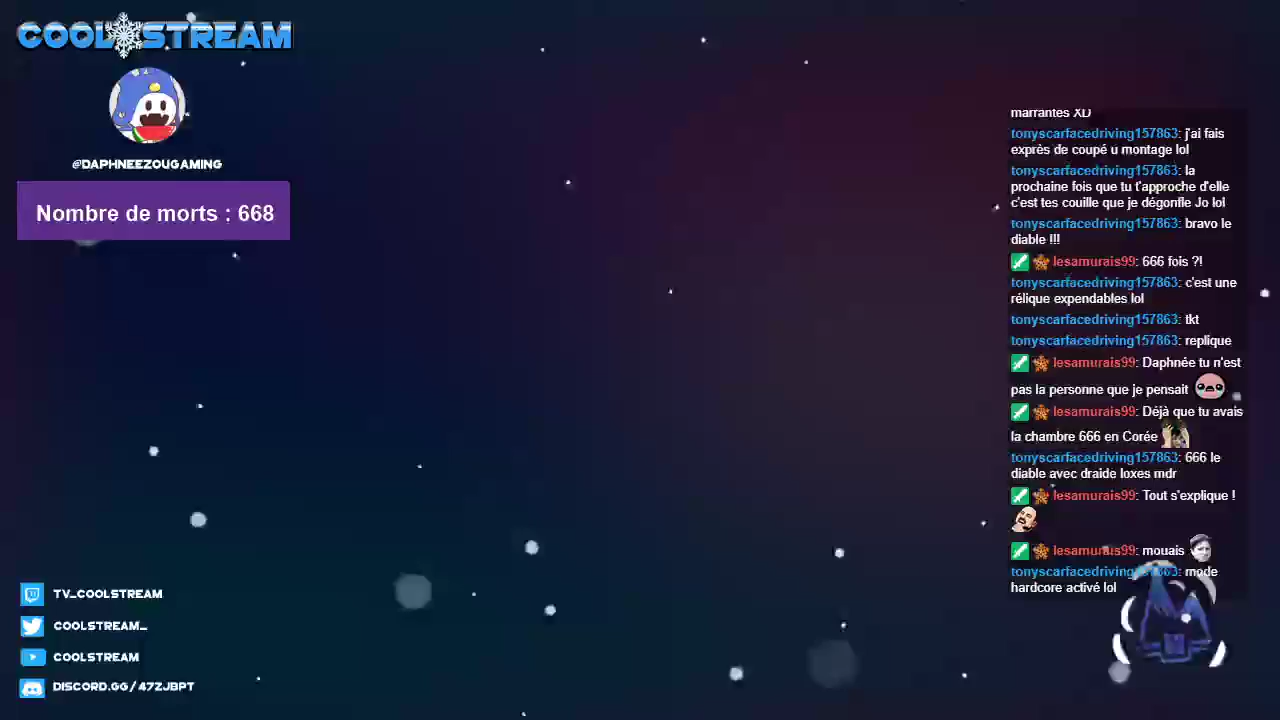 COOL STREAM
@DAPHNEEZOUGAMING
Nombre de morts : 668
marrantes XD
tonyscarfacedriving157863: j'ai fais
exprès de coupé u montage lol
tonyscarfacedriving157863: la
prochaine fois que tu t'approche d'elle
c'est tes couille que je dégonfle Jo lol
tonyscarfacedriving157863: bravo le
diable !!!
lesamurais99: 666 fois ?!
tonyscarfacedriving157863: c'est une
rélique expendables lol
tonyscarfacedriving157863: tkt
tonyscarfacedriving157863: replique
lesamurais99: Daphnée tu n'est
pas la personne que je pensait
lesamurais99: Déjà que tu avais
la chambre 666 en Corée
tonyscarfacedriving157863: 666 le
diable avec draide loxes mdr
lesamurais99: Tout s'explique !
lesamurais99: mouais
tonyscarfacedriving157863: mode
hardcore activé lol
TV_COOLSTREAM
COOLSTREAM_
COOLSTREAM
DISCORD.GG/47ZJBPT